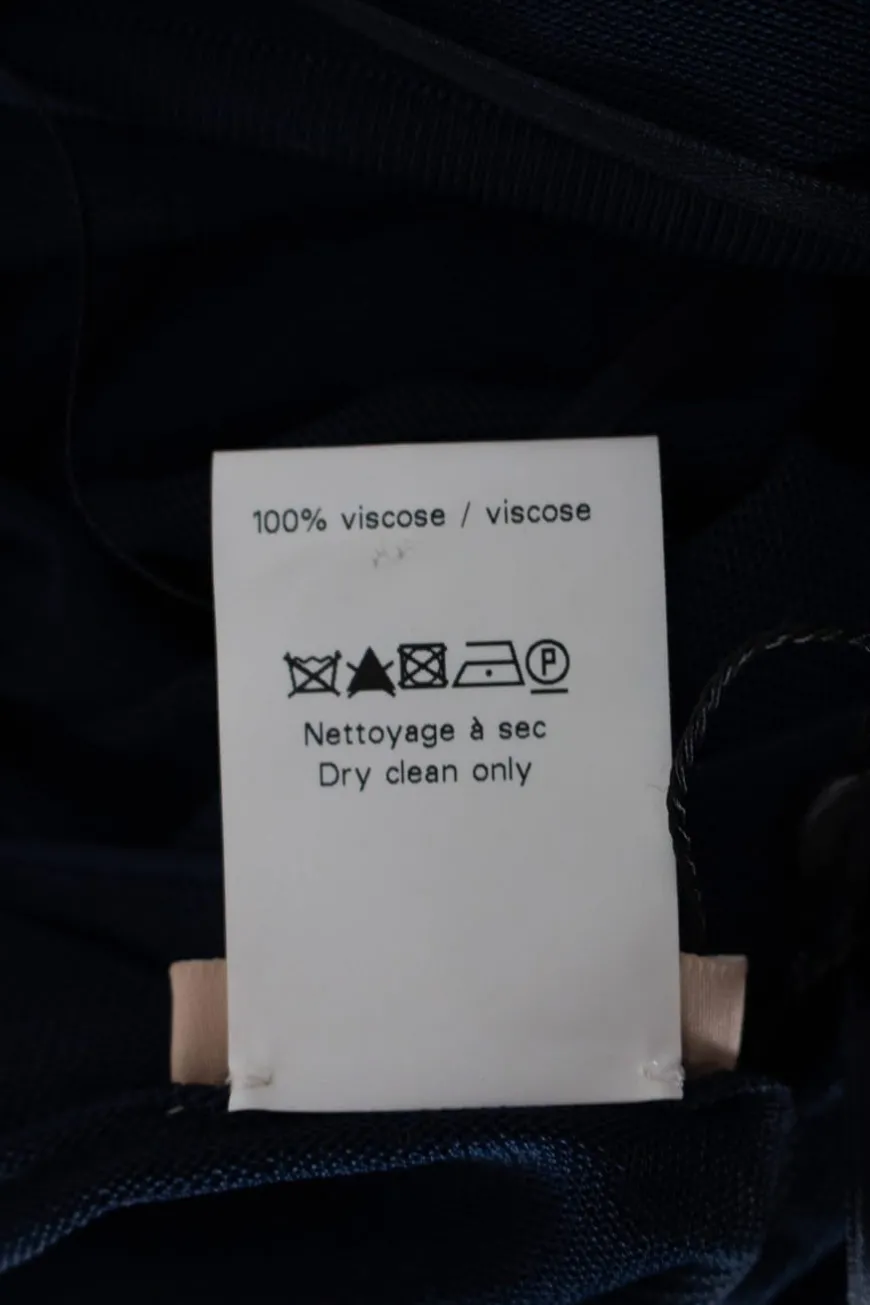 100% viscose / viscose
P
Nettoyage à sec
Dry clean only